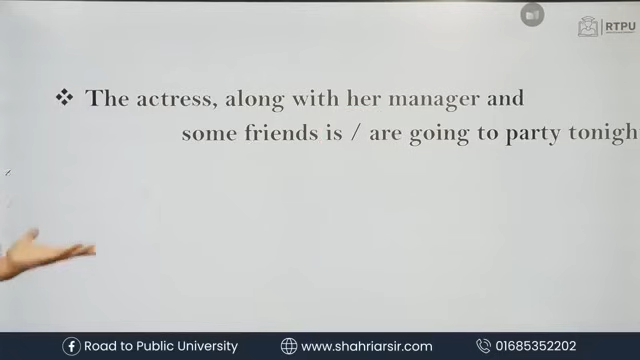 RTPU
❖ The actress, along with her manager and
some friends is / are going to party tonigh
Road to Public University
www.shahriarsir.com
01685352202